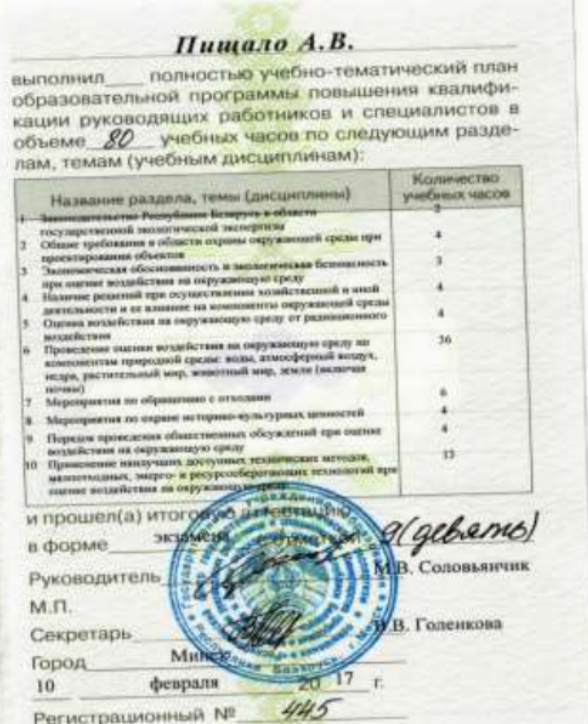 Пищало А.В.
выполнил полностью учебно-тематический план
образовательной программы повышения квалифи-
кации руководящих работников и специалистов в
объеме 80 учебных часов по следующим разде-
лам, темам (учебным дисциплинам):
Название раздела, темы (дисциплины) Количество учебных часов
1 Законодательство Республики Беларусь в области
государственной экологической экспертизы
2 Общие требования в области охраны окружающей среды при 4
проектировании объектов
3 Экономическая обоснованность и экологическая безопасность 3
при оценке воздействия на окружающую среду
4 Наличие решений при осуществлении хозяйственной и иной 4
деятельности и ее влияние на компоненты окружающей среды
5 Оценка воздействия на окружающую среду от радиационного 4
воздействия
6 Проведение оценки воздействия на окружающую среду по 36
компонентам природной среды: воды, атмосферный воздух,
недра, растительный мир, животный мир, земли (включая
почвы)
7 Мероприятия по обращению с отходами 6
8 Мероприятия по охране историко-культурных ценностей 4
9 Порядок проведения общественных обсуждений при оценке 4
воздействия на окружающую среду
10 Применение наилучших доступных технических методов,
малоотходных, энерго- и ресурсосберегающих технологий при
оценке воздействия на окружающую среду
и прошел(а) итоговую аттестацию
в форме экзамена с отметкой 9 (девять)
Руководитель М.В. Соловьянчик
М.П.
Секретарь В.В. Голенкова
Город Минск
10 февраля 20 17 г.
Регистрационный № 445